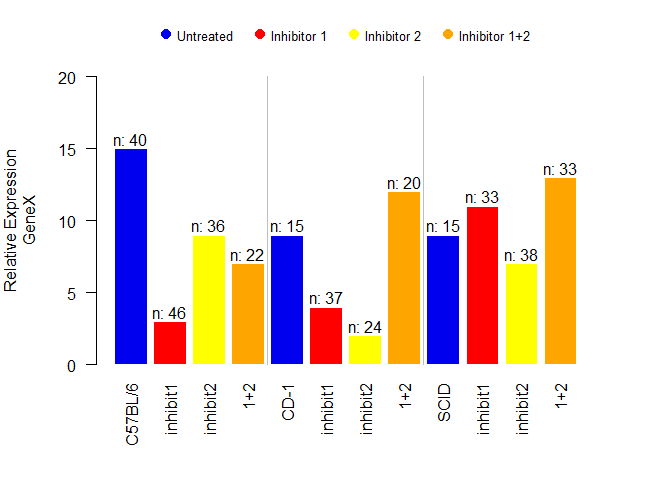 Untreated Inhibitor 1 Inhibitor 2 Inhibitor 1+2
Relative Expression
GeneX
20
15
10
5
0
n: 40
n: 46
n: 36
n: 22
n: 15
n: 37
n: 24
n: 20
n: 15
n: 33
n: 38
n: 33
C57BL/6
inhibit1
inhibit2
1+2
CD-1
inhibit1
inhibit2
1+2
SCID
inhibit1
inhibit2
1+2